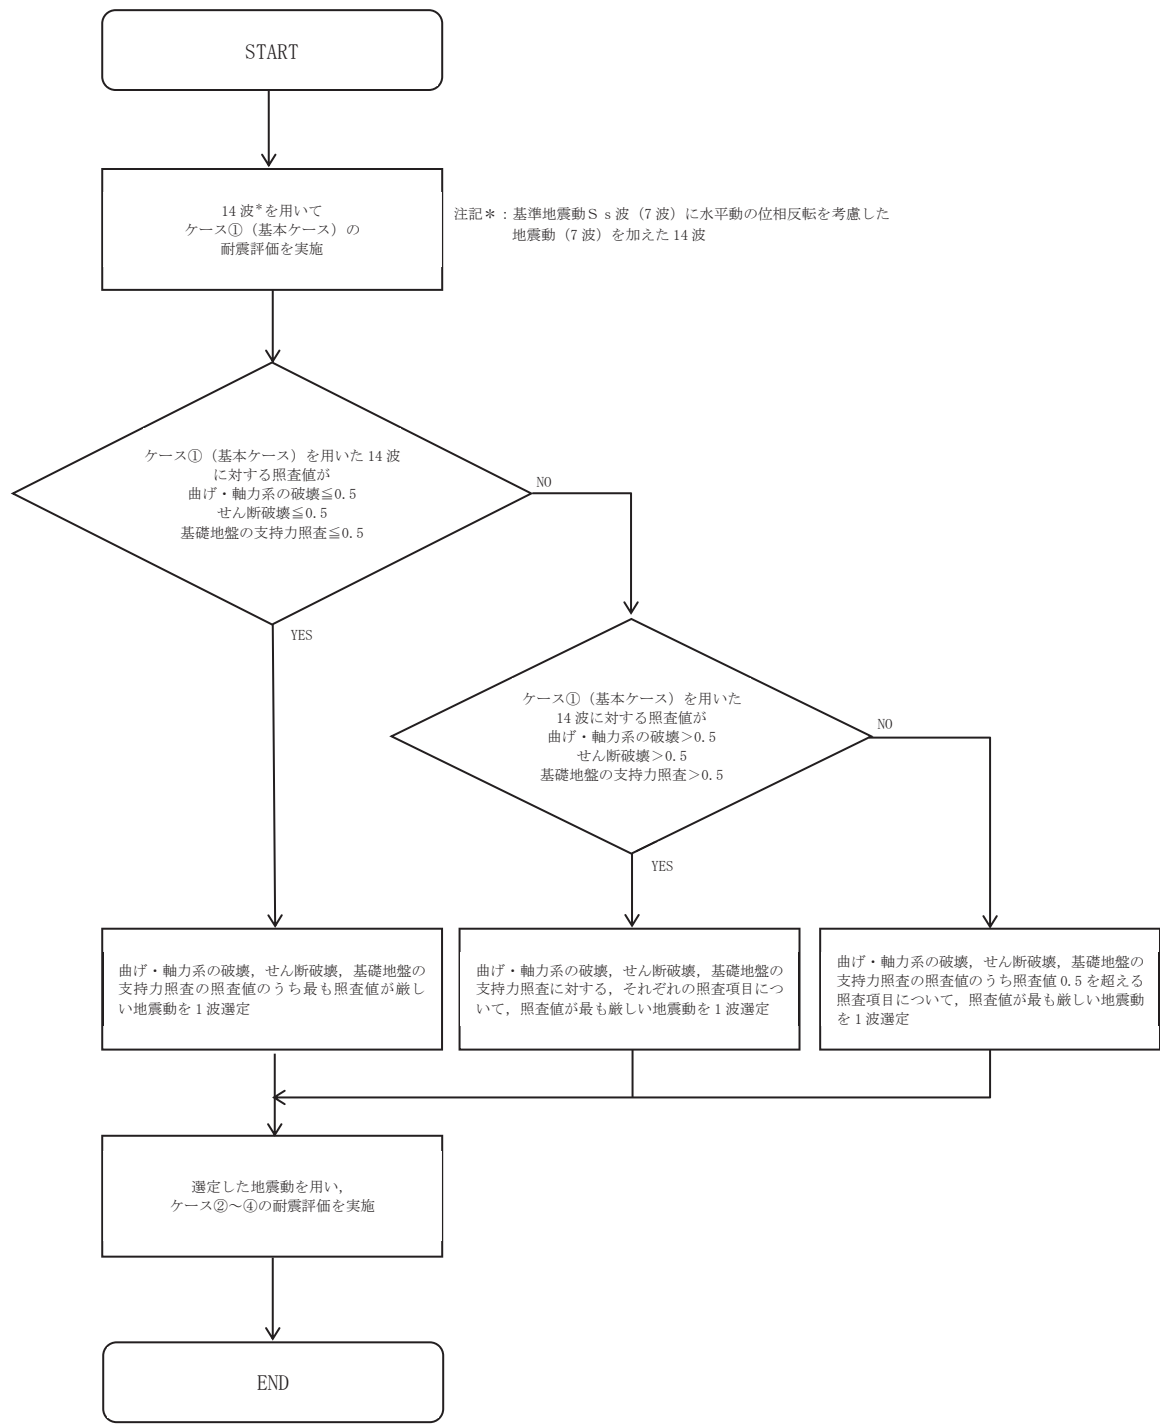 START
14 波*を用いて
ケース①（基本ケース）の
耐震評価を実施
注記＊：基準地震動Ｓｓ波（7 波）に水平動の位相反転を考慮した
地震動（7 波）を加えた 14 波
ケース①（基本ケース）を用いた 14 波
に対する照査値が
曲げ・軸力系の破壊≦0.5
せん断破壊≦0.5
基礎地盤の支持力照査≦0.5
NO
YES
ケース①（基本ケース）を用いた
14 波に対する照査値が
曲げ・軸力系の破壊＞0.5
せん断破壊＞0.5
基礎地盤の支持力照査＞0.5
NO
YES
曲げ・軸力系の破壊，せん断破壊，基礎地盤の
支持力照査の照査値のうち最も照査値が厳し
い地震動を 1 波選定
曲げ・軸力系の破壊，せん断破壊，基礎地盤の
支持力照査に対する，それぞれの照査項目につ
いて，照査値が最も厳しい地震動を 1 波選定
曲げ・軸力系の破壊，せん断破壊，基礎地盤の
支持力照査の照査値のうち照査値 0.5 を超える
照査項目について，照査値が最も厳しい地震動
を 1 波選定
選定した地震動を用い，
ケース②～④の耐震評価を実施
END